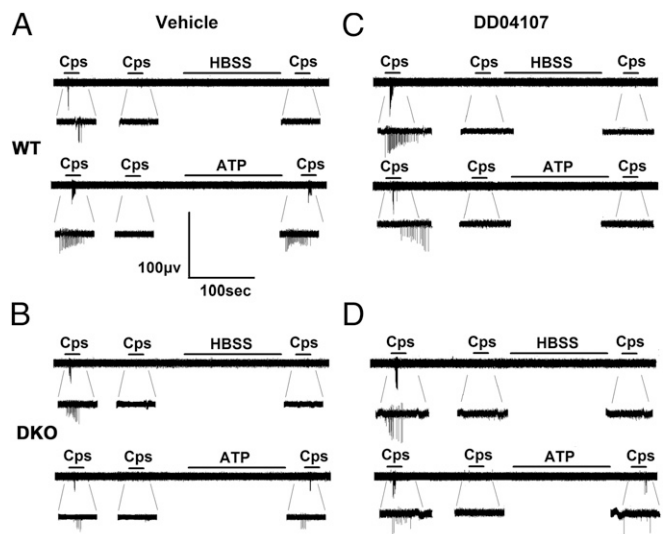 A Vehicle
Cps Cps HBSS Cps
WT
Cps Cps ATP Cps
100µv
100sec
C DD04107
Cps Cps HBSS Cps
Cps Cps ATP Cps
B
Cps Cps HBSS Cps
DKO
Cps Cps ATP Cps
D
Cps Cps HBSS Cps
Cps Cps ATP Cps